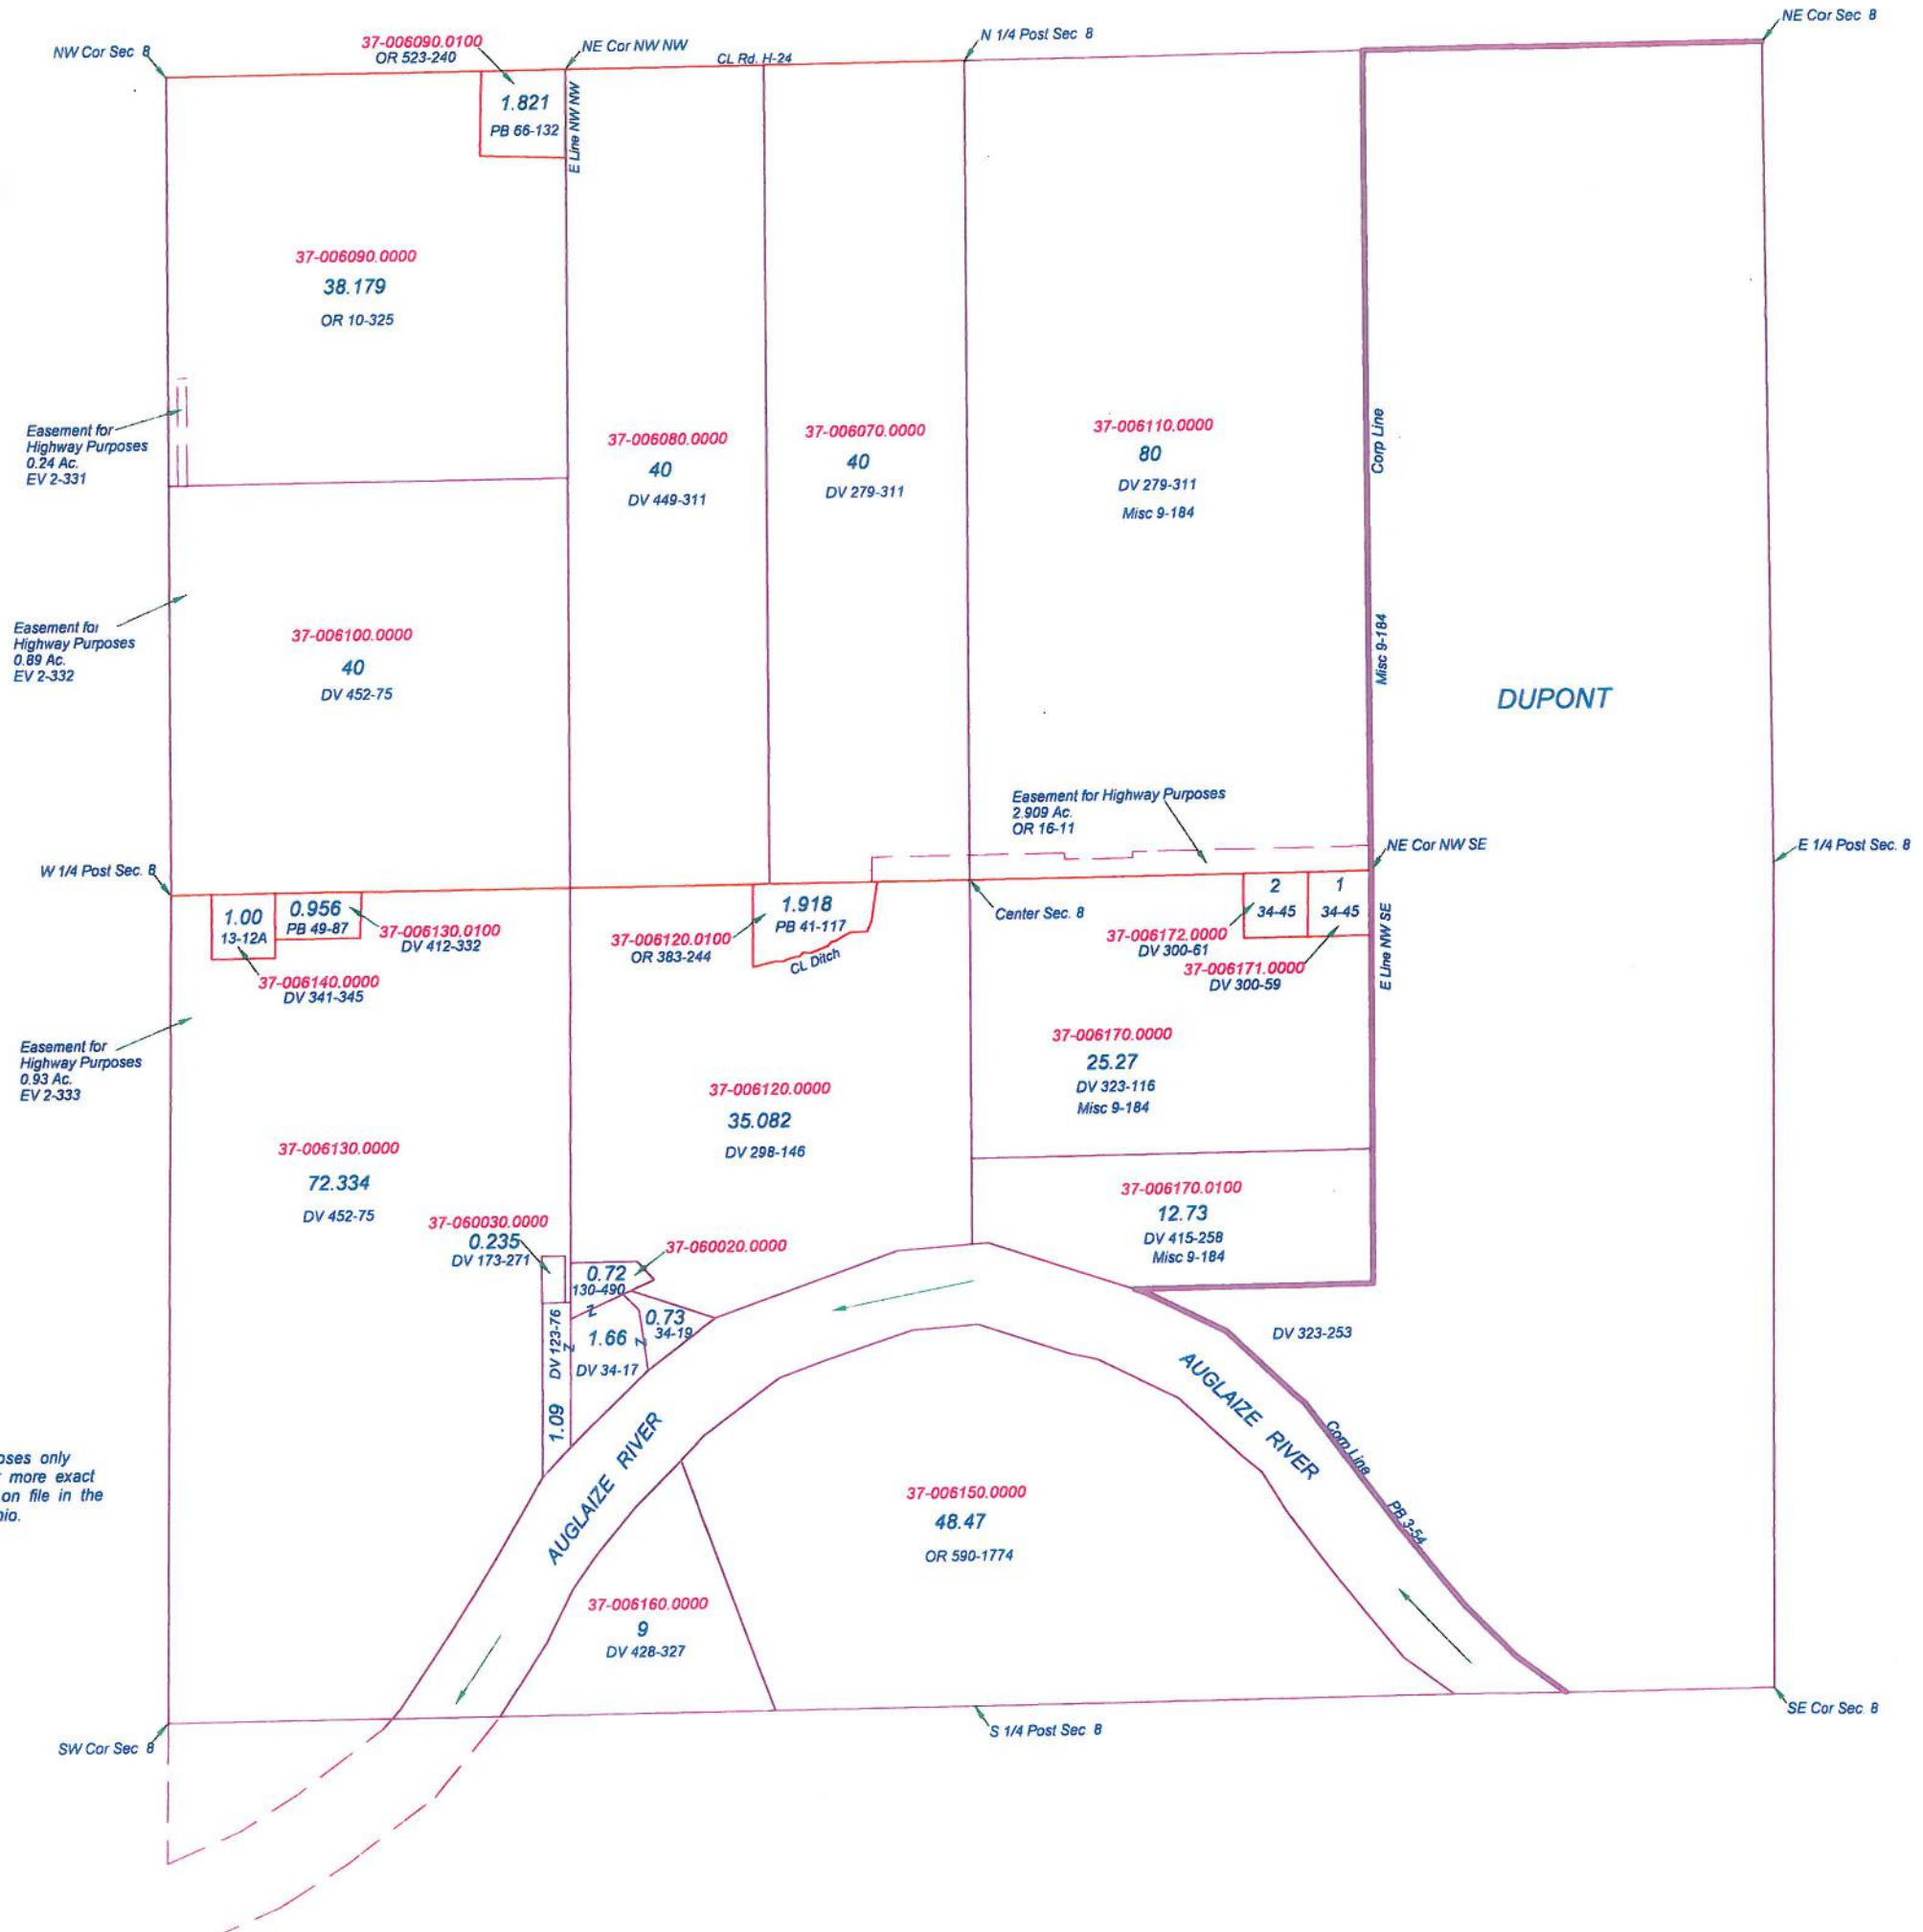 NW Cor Sec 8
37-006090.0100
OR 523-240
NE Cor NW NW
CL Rd. H-24
N 1/4 Post Sec 8
NE Cor Sec 8
1.821
PB 66-132
E Line NW NW
37-006090.0000
38.179
OR 10-325
Easement for
Highway Purposes
0.24 Ac.
EV 2-331
37-006080.0000
40
DV 449-311
37-006070.0000
40
DV 279-311
37-006110.0000
80
DV 279-311
Misc 9-184
Corp Line
Misc 9-184
Easement for
Highway Purposes
0.89 Ac.
EV 2-332
37-006100.0000
40
DV 452-75
DUPONT
Easement for Highway Purposes
2.909 Ac.
OR 16-11
NE Cor NW SE
E 1/4 Post Sec. 8
W 1/4 Post Sec. 8
1.00
13-12A
0.956
PB 49-87
37-006130.0100
DV 412-332
37-006140.0000
DV 341-345
1.918
PB 41-117
37-006120.0100
OR 383-244
CL Ditch
Center Sec. 8
2
34-45
1
34-45
37-006172.0000
DV 300-61
37-006171.0000
DV 300-59
E Line NW SE
Easement for
Highway Purposes
0.93 Ac.
EV 2-333
37-006170.0000
25.27
DV 323-116
Misc 9-184
37-006120.0000
35.082
DV 298-146
37-006130.0000
72.334
DV 452-75
37-006170.0100
12.73
DV 415-258
Misc 9-184
37-060030.0000
0.235
DV 173-271
37-060020.0000
0.72
130-490
Z
0.73
34-19
Z
1.66
DV 34-17
Z
DV 123-76
1.09
DV 323-253
AUGLAIZE RIVER
AUGLAIZE RIVER
Corp Line
PB 3-54
oses only
more exact
on file in the
nio.
37-006150.0000
48.47
OR 590-1774
37-006160.0000
9
DV 428-327
SW Cor Sec 8
S 1/4 Post Sec 8
SE Cor Sec. 8